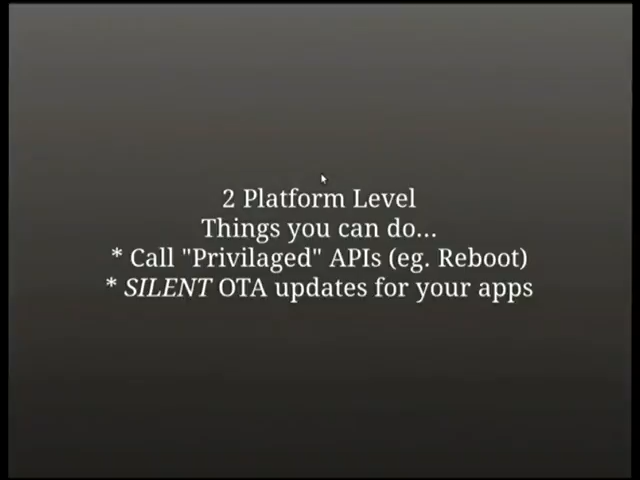 2 Platform Level
Things you can do...
* Call "Privilaged" APIs (eg. Reboot)
* SILENT OTA updates for your apps